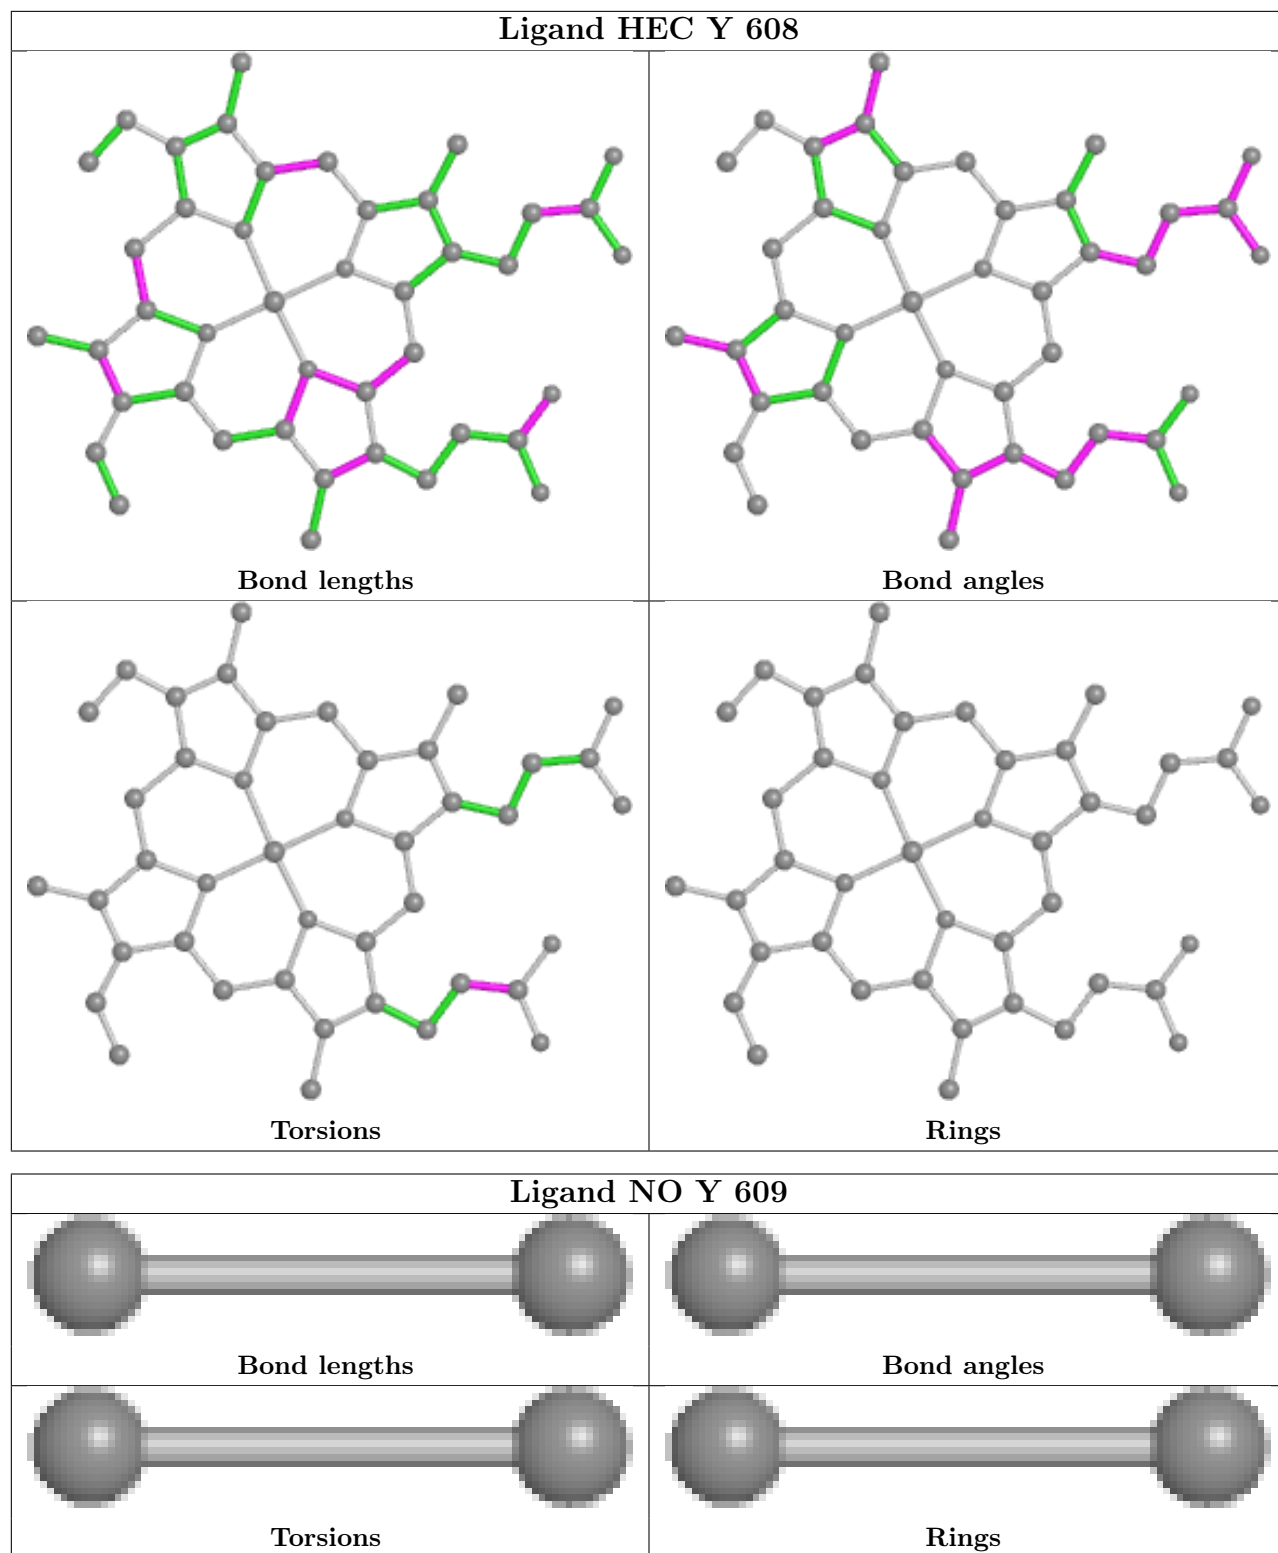 Ligand HEC Y 608
Bond lengths
Bond angles
Torsions
Rings
Ligand NO Y 609
Bond lengths
Bond angles
Torsions
Rings